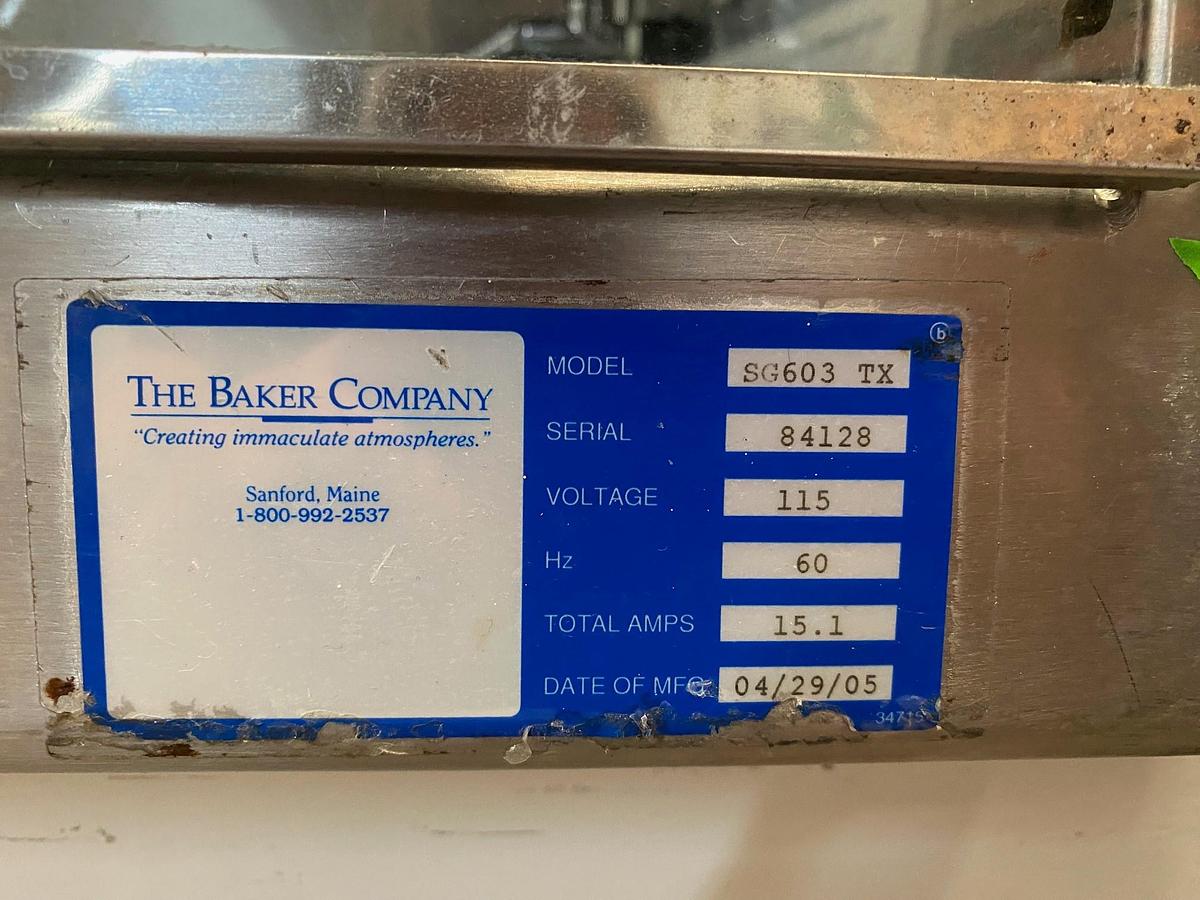 THE BAKER COMPANY
"Creating immaculate atmospheres."
Sanford, Maine
1-800-992-2537
b
MODEL SG603 TX
SERIAL 84128
VOLTAGE 115
Hz 60
TOTAL AMPS 15.1
DATE OF MFG 04/29/05